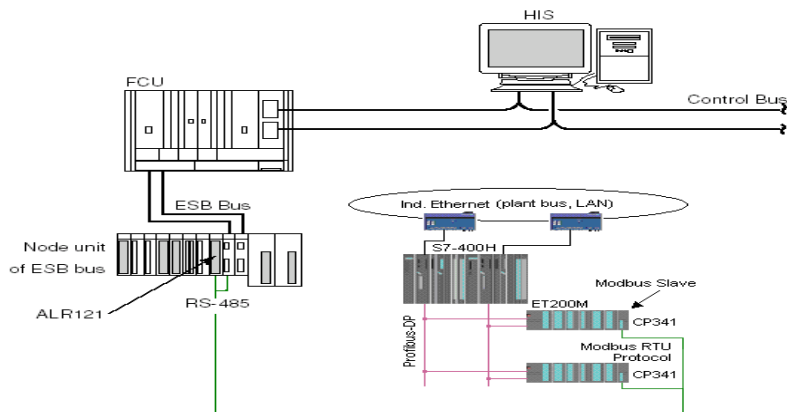 HIS
FCU
Control Bus
ESB Bus
Ind. Ethernet (plant bus, LAN)
Node unit
of ESB bus
S7-400H
Modbus Slave
ALR121
RS-485
ET200M
CP341
Profibus-DP
Modbus RTU
Protocol
CP341